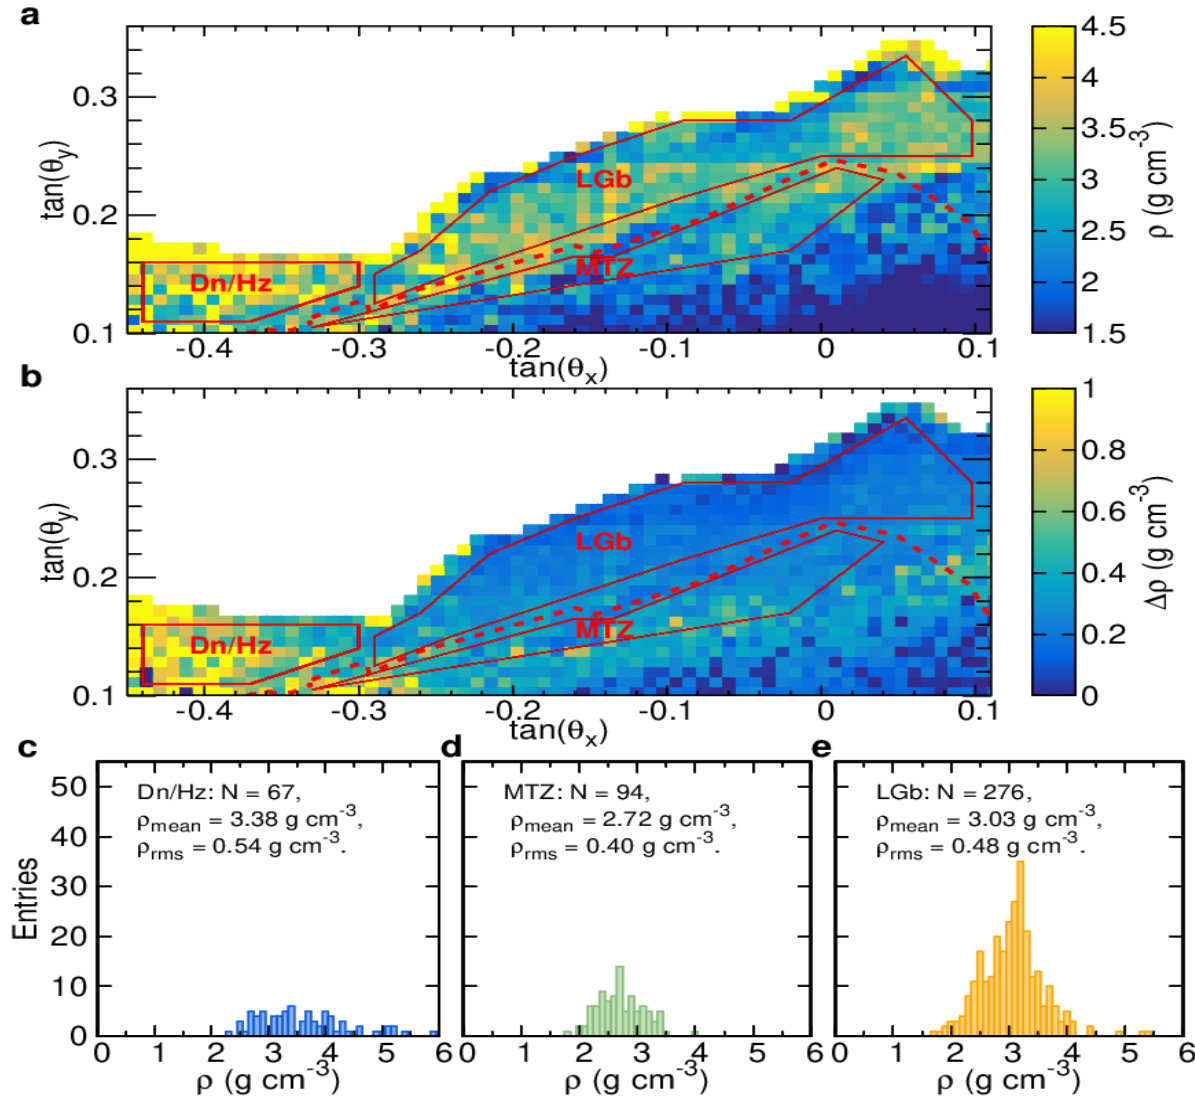 a
tan(θy)
0.3
0.2
0.1
LGb
Dn/Hz
MTZ
-0.4 -0.3 -0.2 -0.1 0 0.1
tan(θx)
4.5
4
3.5
3
2.5
2
1.5
ρ (g cm-3)
b
tan(θy)
0.3
0.2
0.1
LGb
Dn/Hz
MTZ
-0.4 -0.3 -0.2 -0.1 0 0.1
tan(θx)
1
0.8
0.6
0.4
0.2
0
Δρ (g cm-3)
c
Entries
50
40
30
20
10
0
Dn/Hz: N = 67,
ρmean = 3.38 g cm-3,
ρrms = 0.54 g cm-3.
0 1 2 3 4 5 6
ρ (g cm-3)
d
MTZ: N = 94,
ρmean = 2.72 g cm-3,
ρrms = 0.40 g cm-3.
0 1 2 3 4 5 6
ρ (g cm-3)
e
LGb: N = 276,
ρmean = 3.03 g cm-3,
ρrms = 0.48 g cm-3.
0 1 2 3 4 5 6
ρ (g cm-3)